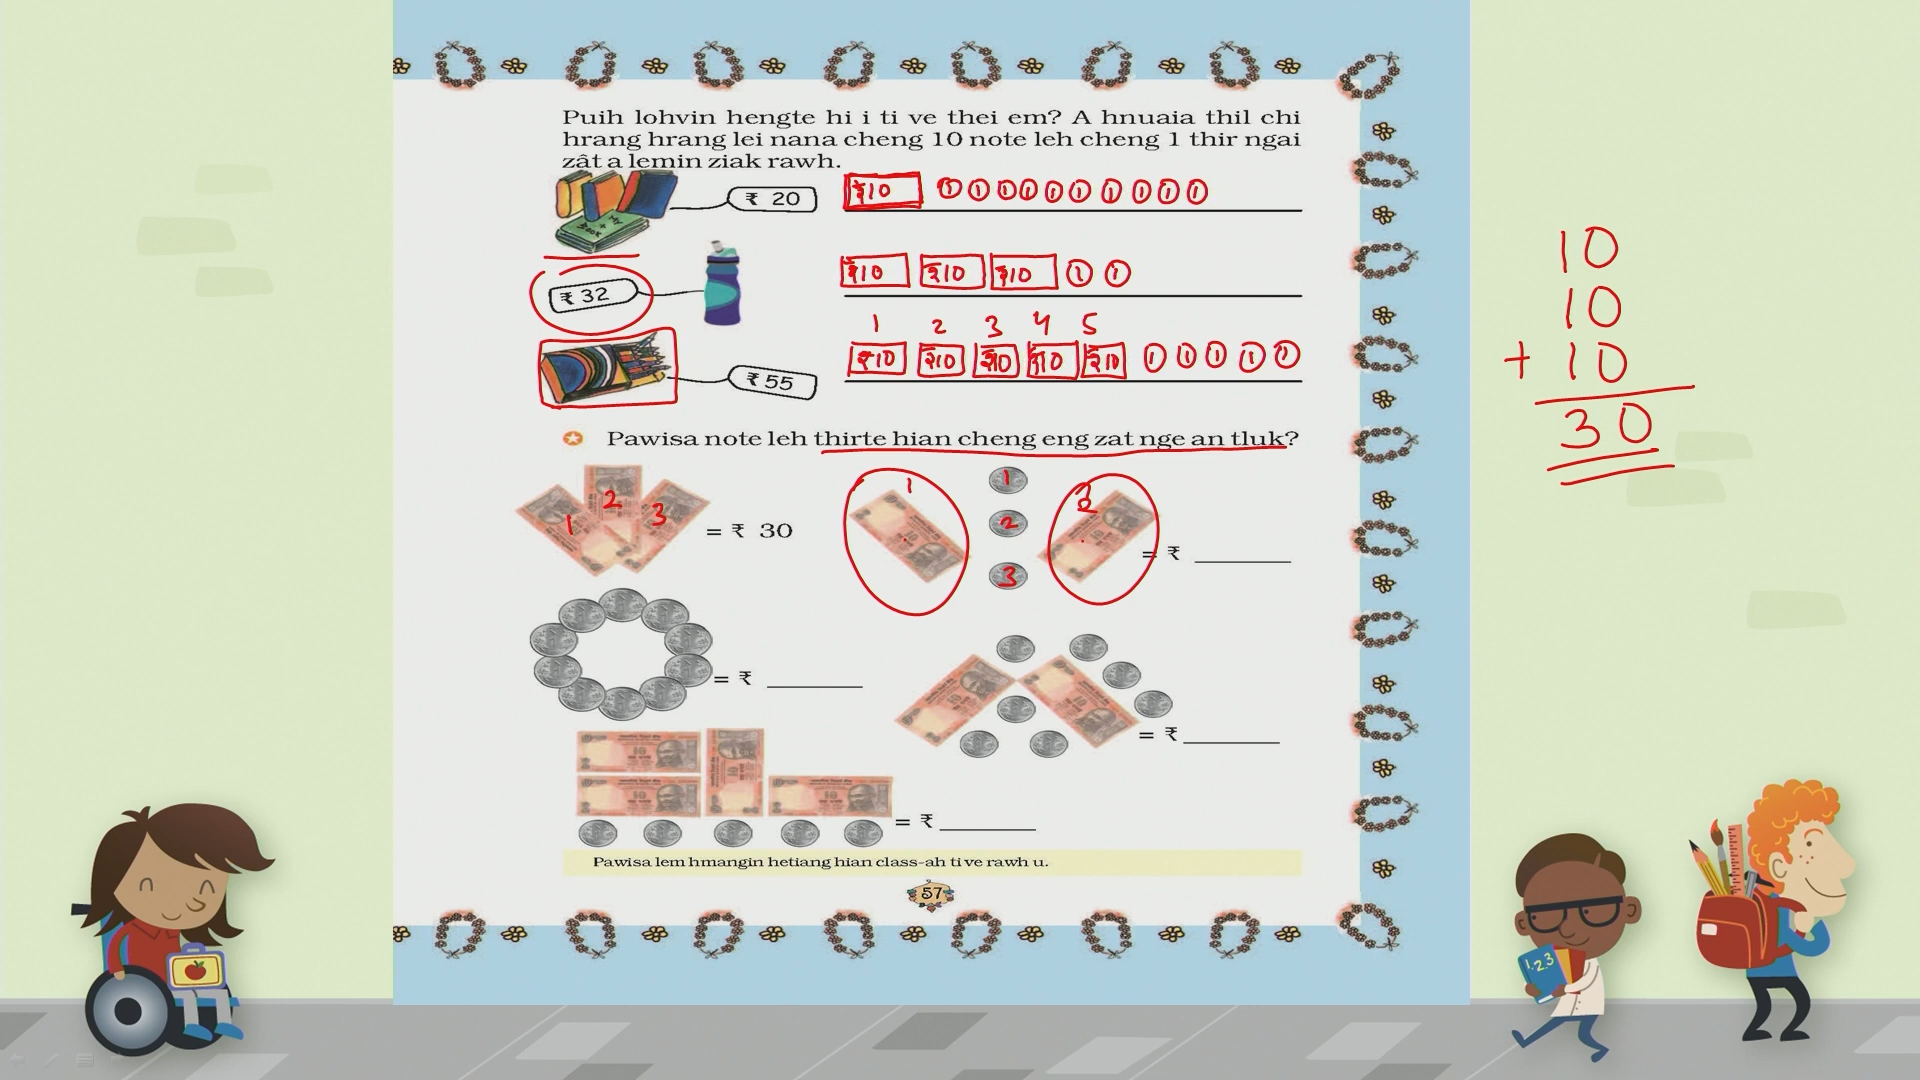 Puih lohvin hengte hi i ti ve thei em? A hnuaia thil chi
hrang hrang lei nana cheng 10 note leh cheng 1 thir ngai
zât a lemin ziak rawh.
My Book
₹ 20
₹10 1 1 1 1 1 1 1 1 1 1
₹ 32
₹10 ₹10 ₹10 1 1
1 2 3 4 5
₹ 55
₹10 ₹10 ₹10 ₹10 ₹10 1 1 1 1 1
Pawisa note leh thirte hian cheng eng zat nge an tluk?
1 2 3
= ₹ 30
1
1
2
3
= ₹
= ₹
= ₹
= ₹
Pawisa lem hmangin hetiang hian class-ah ti ve rawh u.
57
10
10
+ 10
30
1,2,3